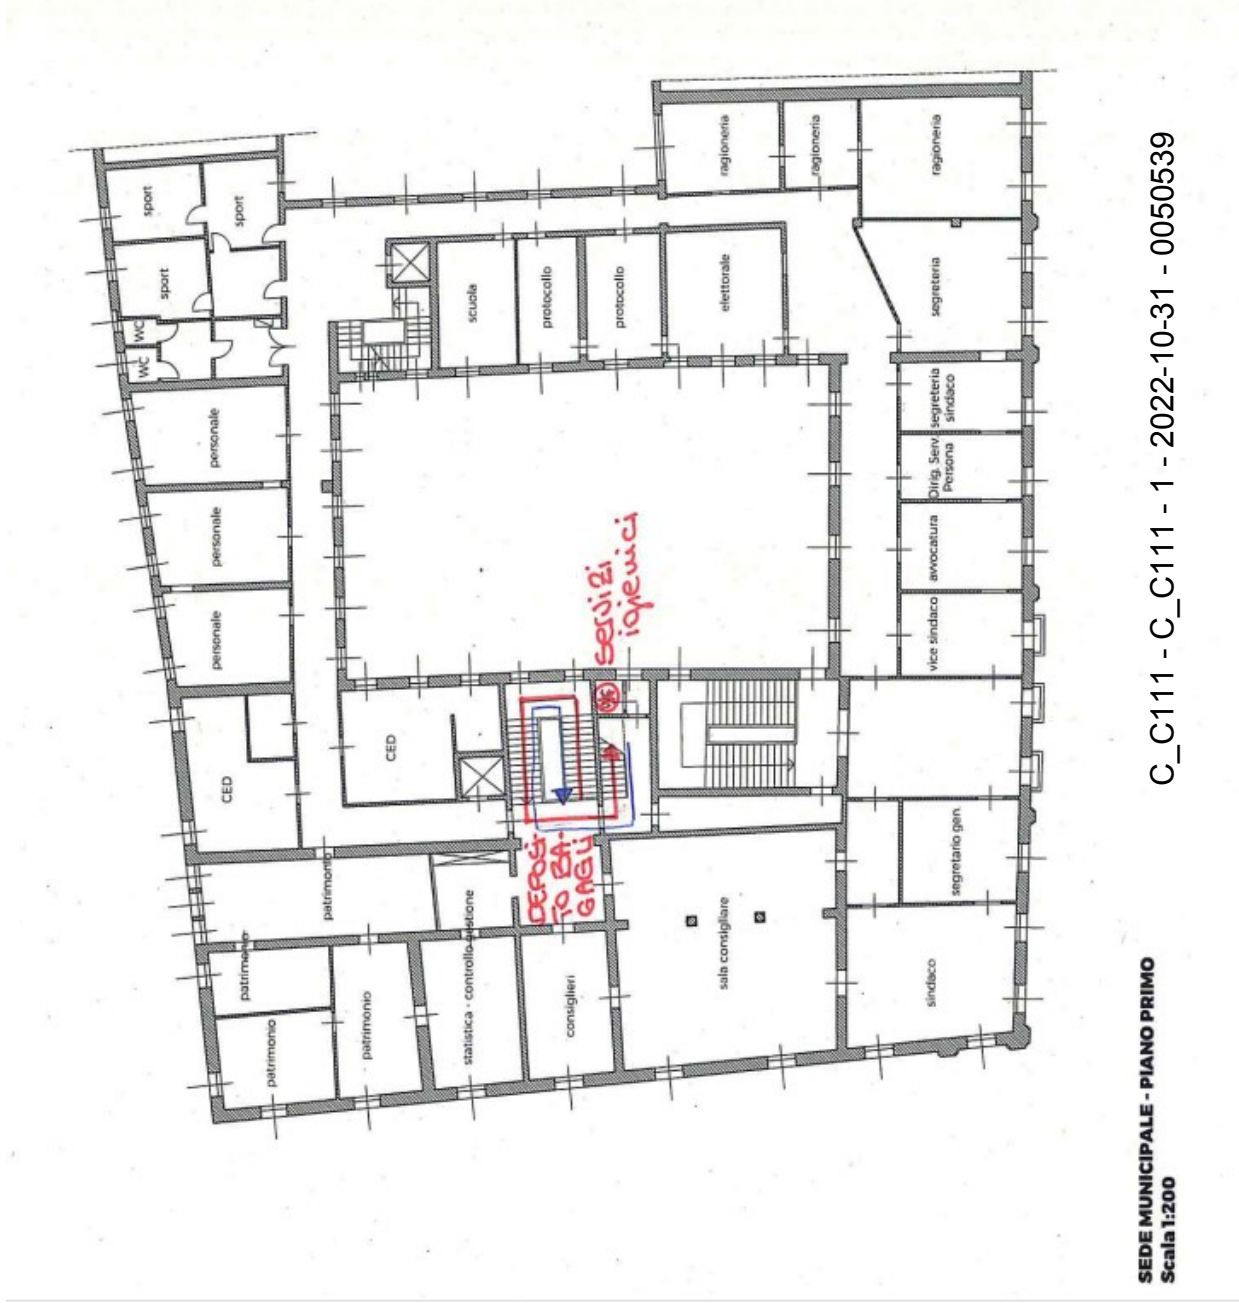 sport
sport
sport
WC
WC
personale
personale
personale
CED
CED
patrimonio
patrimonio
patrimonio
patrimonio
statistica - controllo gestione
consiglieri
sala consigliare
sindaco
segretario gen.
vice sindaco
avvocatura
Dirig. Serv.
Persona
segreteria
sindaco
segreteria
ragioneria
ragioneria
ragioneria
elettorale
protocollo
protocollo
scuola
WC
servizi
igienici
DEPOSI-
TO BA-
GAGLI
SEDE MUNICIPALE - PIANO PRIMO
Scala 1:200
C_C111 - C_C111 - 1 - 2022-10-31 - 0050539